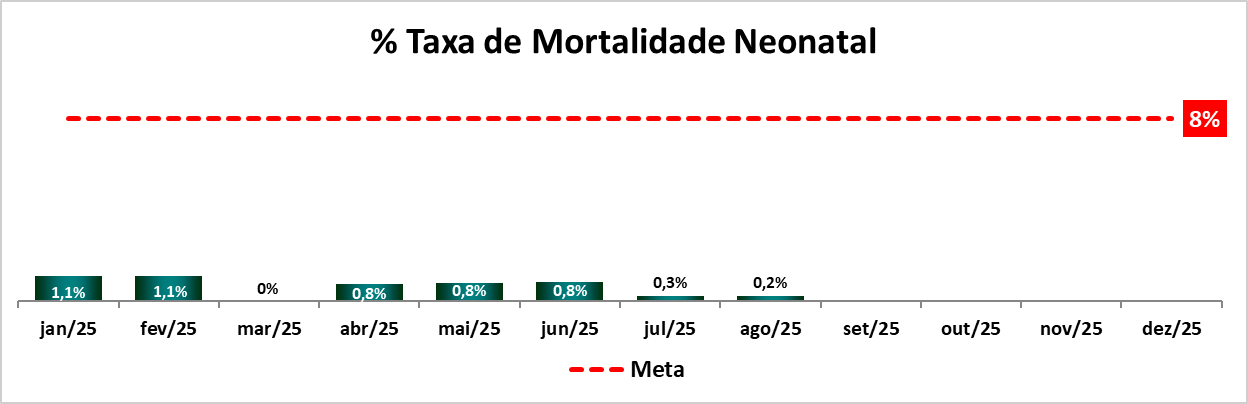 % Taxa de Mortalidade Neonatal
8%
1,1% 1,1% 0% 0,8% 0,8% 0,8% 0,3% 0,2%
jan/25 fev/25 mar/25 abr/25 mai/25 jun/25 jul/25 ago/25 set/25 out/25 nov/25 dez/25
Meta